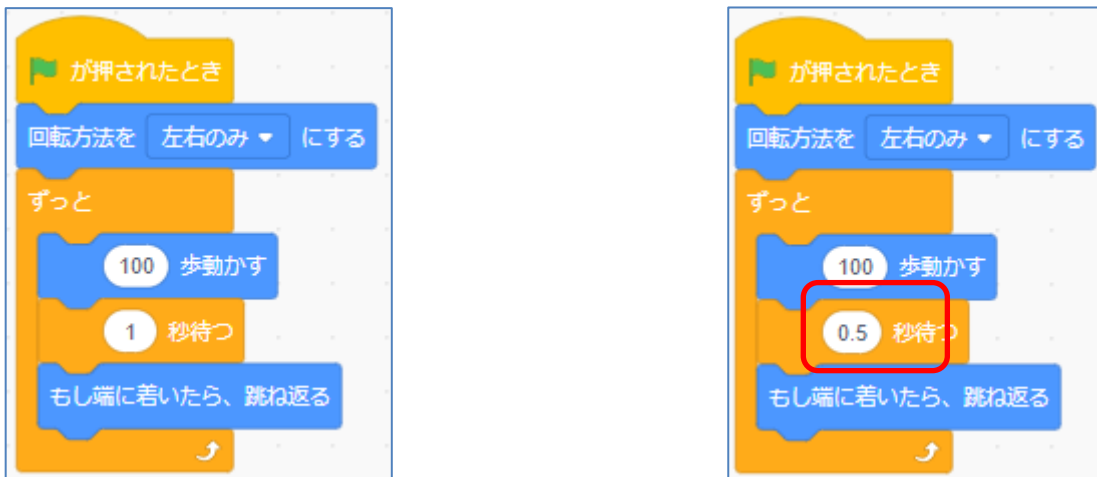 が押されたとき
回転方法を 左右のみ にする
ずっと
100 歩動かす
1 秒待つ
もし端に着いたら、跳ね返る
が押されたとき
回転方法を 左右のみ にする
ずっと
100 歩動かす
0.5 秒待つ
もし端に着いたら、跳ね返る